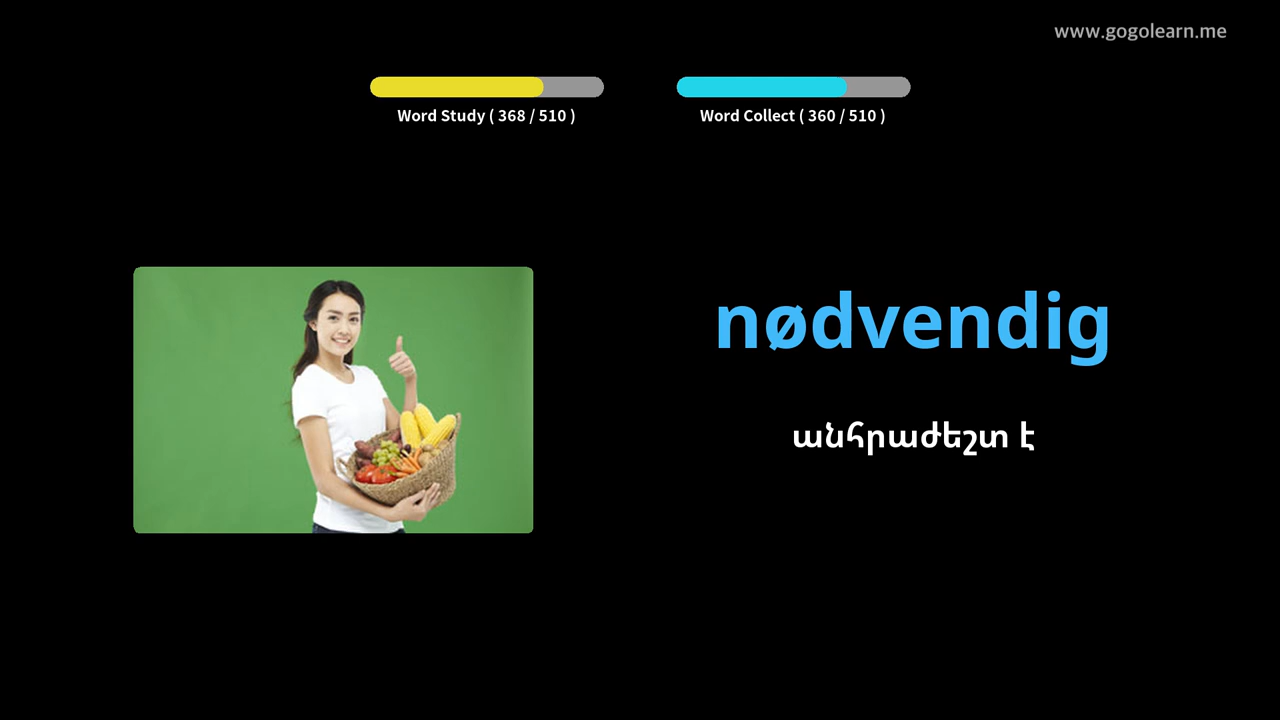 www.gogolearn.me
Word Study ( 368 / 510 )
Word Collect ( 360 / 510 )
nødvendig
անհրաժեշտ է